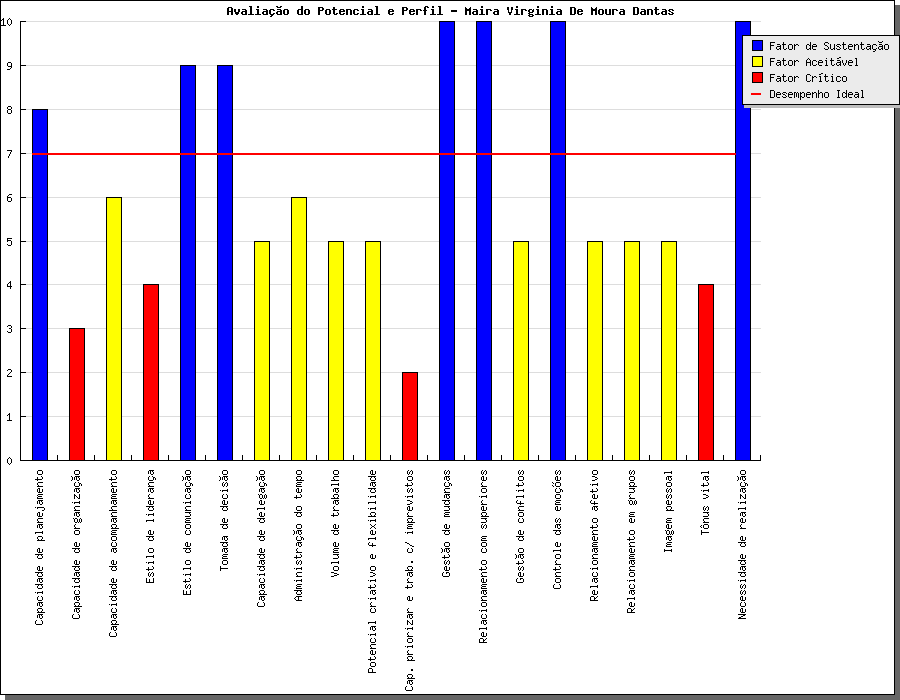 Avaliação do Potencial e Perfil - Maira Virginia De Moura Dantas
10
9
8
7
6
5
4
3
2
1
0
Fator de Sustentação
Fator Aceitável
Fator Crítico
Desempenho Ideal
Capacidade de planejamento
Capacidade de organização
Capacidade de acompanhamento
Estilo de liderança
Estilo de comunicação
Tomada de decisão
Capacidade de delegação
Administração do tempo
Volume de trabalho
Potencial criativo e flexibilidade
Cap. priorizar e trab. c/ imprevistos
Gestão de mudanças
Relacionamento com superiores
Gestão de conflitos
Controle das emoções
Relacionamento afetivo
Relacionamento em grupos
Imagem pessoal
Tônus vital
Necessidade de realização